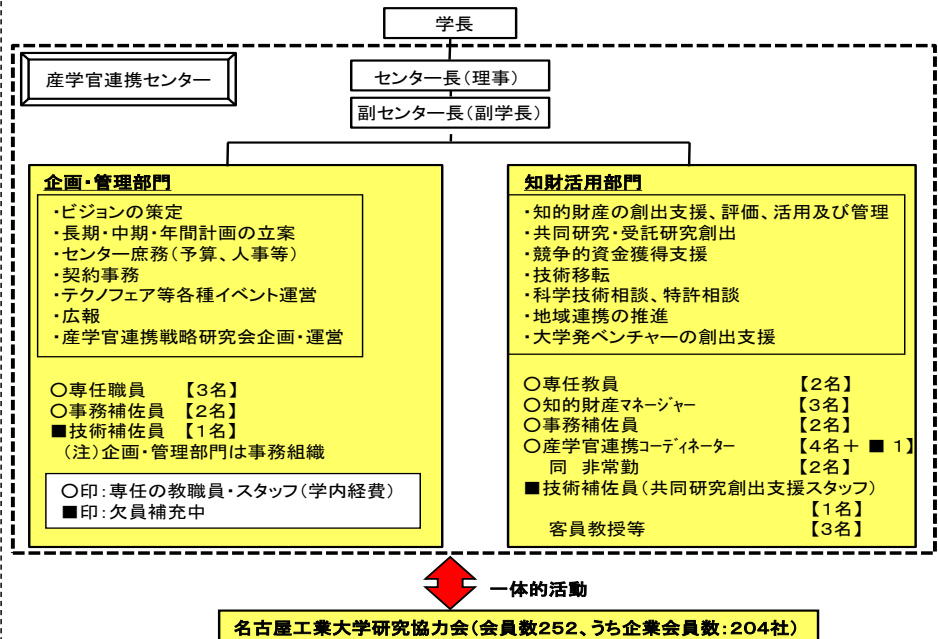 学長
産学官連携センター
センター長(理事)
副センター長(副学長)
企画・管理部門
・ビジョンの策定
・長期・中期・年間計画の立案
・センター庶務(予算、人事等)
・契約事務
・テクノフェア等各種イベント運営
・広報
・産学官連携戦略研究会企画・運営
○専任職員 【3名】
○事務補佐員 【2名】
■技術補佐員 【1名】
(注)企画・管理部門は事務組織
○印:専任の教職員・スタッフ(学内経費)
■印:欠員補充中
知財活用部門
・知的財産の創出支援、評価、活用及び管理
・共同研究・受託研究創出
・競争的資金獲得支援
・技術移転
・科学技術相談、特許相談
・地域連携の推進
・大学発ベンチャーの創出支援
○専任教員 【2名】
○知的財産マネージャー 【3名】
○事務補佐員 【2名】
○産学官連携コーディネーター 【4名+ ■ 1】
同 非常勤 【2名】
■技術補佐員(共同研究創出支援スタッフ)
【1名】
客員教授等 【3名】
一体的活動
名古屋工業大学研究協力会(会員数252、うち企業会員数:204社)